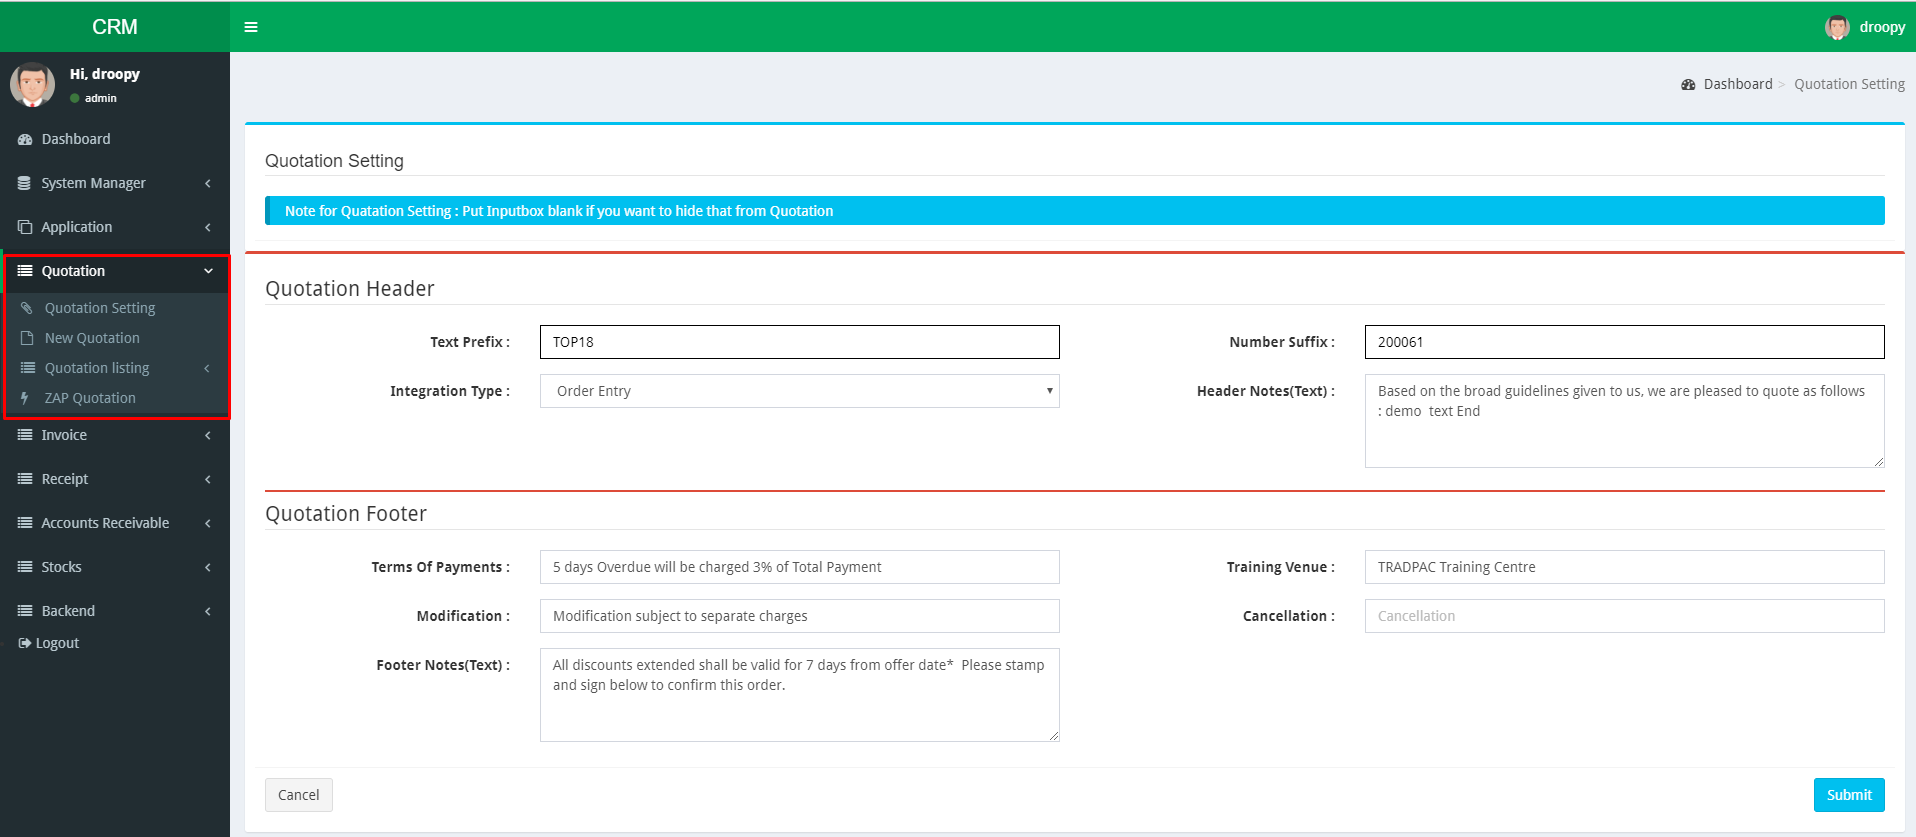 CRM
droopy
Hi, droopy
admin
Dashboard
System Manager
Application
Quotation
Quotation Setting
New Quotation
Quotation listing
ZAP Quotation
Invoice
Receipt
Accounts Receivable
Stocks
Backend
Logout
Dashboard > Quotation Setting
Quotation Setting
Note for Quatation Setting : Put Inputbox blank if you want to hide that from Quotation
Quotation Header
Text Prefix : TOP18
Number Suffix : 200061
Integration Type : Order Entry
Header Notes(Text) : Based on the broad guidelines given to us, we are pleased to quote as follows
: demo  text End
Quotation Footer
Terms Of Payments : 5 days Overdue will be charged 3% of Total Payment
Training Venue : TRADPAC Training Centre
Modification : Modification subject to separate charges
Cancellation : Cancellation
Footer Notes(Text) : All discounts extended shall be valid for 7 days from offer date*  Please stamp
and sign below to confirm this order.
Cancel
Submit